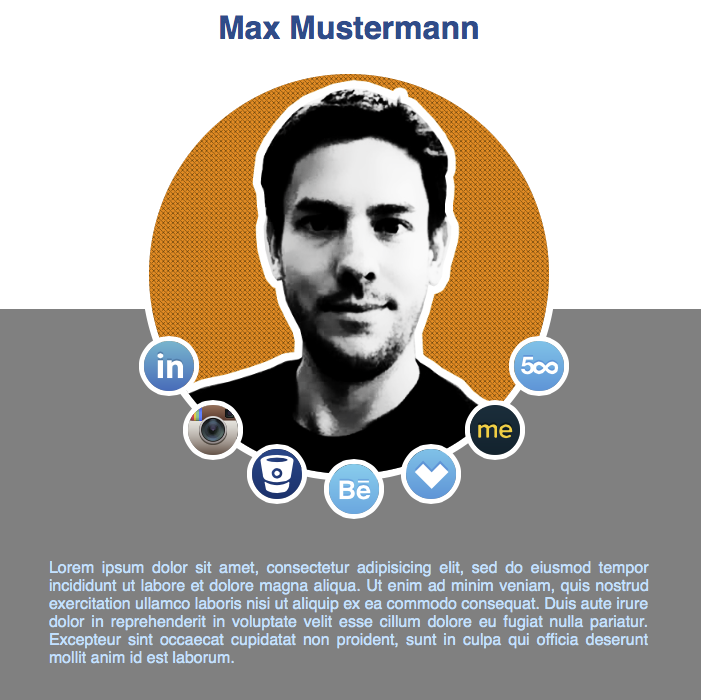 Max Mustermann
in
500
me
Bē
Lorem ipsum dolor sit amet, consectetur adipisicing elit, sed do eiusmod tempor
incididunt ut labore et dolore magna aliqua. Ut enim ad minim veniam, quis nostrud
exercitation ullamco laboris nisi ut aliquip ex ea commodo consequat. Duis aute irure
dolor in reprehenderit in voluptate velit esse cillum dolore eu fugiat nulla pariatur.
Excepteur sint occaecat cupidatat non proident, sunt in culpa qui officia deserunt
mollit anim id est laborum.